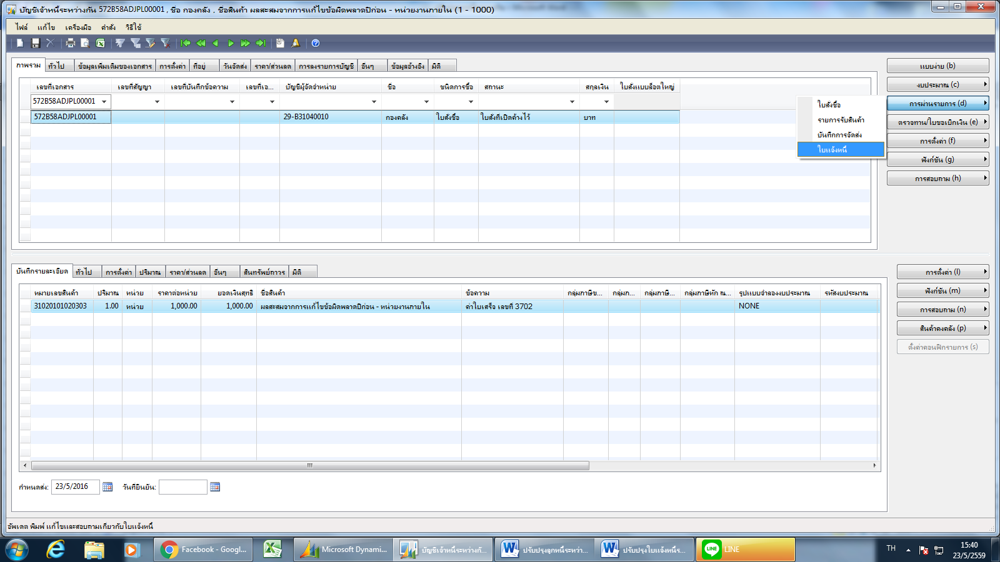 บัญชีเจ้าหนี้ระหว่างกัน 572B58ADJPL00001 , ชื่อ กองคลัง , ชื่อสินค้า ผลสะสมจากการแก้ไขข้อผิดพลาดปีก่อน - หน่วยงานภายใน (1 - 1000)
ไฟล์ แก้ไข เครื่องมือ คำสั่ง วิธีใช้
ภาพรวม ทั่วไป ข้อมูลเพิ่มเติมของเอกสาร การตั้งค่า ที่อยู่ วันจัดส่ง ราคา/ส่วนลด การลงรายการบัญชี อื่นๆ ข้อมูลอ้างอิง มิติ
แบบง่าย (b)
งบประมาณ (c)
การผ่านรายการ (d)
ตรวจทาน/ใบขอเบิกเงิน (e)
การตั้งค่า (f)
ฟังก์ชัน (g)
การสอบถาม (h)
ใบสั่งซื้อ
รายการรับสินค้า
บันทึกการจัดส่ง
ใบแจ้งหนี้
เลขที่เอกสาร เลขที่สัญญา เลขที่บันทึกข้อความ เลขที่เอ... บัญชีผู้จัดจำหน่าย ชื่อ ชนิดการซื้อ สถานะ สกุลเงิน ใบสั่งแบบล็อตใหญ่
572B58ADJPL00001
572B58ADJPL00001 29-B31040010 กองคลัง ใบสั่งซื้อ ใบสั่งที่เปิดค้างไว้ บาท
บันทึกรายละเอียด ทั่วไป การตั้งค่า ปริมาณ ราคา/ส่วนลด อื่นๆ สินทรัพย์ถาวร มิติ
การตั้งค่า (l)
ฟังก์ชัน (m)
การสอบถาม (n)
สินค้าคงคลัง (p)
ตั้งค่าคอนฟิกรายการ (s)
หมายเลขสินค้า ปริมาณ หน่วย ราคาต่อหน่วย ยอดเงินสุทธิ ชื่อสินค้า ข้อความ กลุ่มภาษีข... กลุ่มภ... กลุ่มภาษี... กลุ่มภาษีหัก ณ... รูปแบบจำลองงบประมาณ รหัสงบประมาณ
31020101020303 1.00 หน่วย 1,000.00 1,000.00 ผลสะสมจากการแก้ไขข้อผิดพลาดปีก่อน - หน่วยงานภายใน ค่าใบเสร็จ เลขที่ 3702 NONE
กำหนดส่ง: 23/5/2016 วันที่ยืนยัน:
อัพเดต พิมพ์ แก้ไขและสอบถามเกี่ยวกับใบแจ้งหนี้
Facebook - Googl... Microsoft Dynami... บัญชีเจ้าหนี้ระหว่างกั... ปรับปรุงลูกหนี้ระหว่า... ปรับปรุงใบแจ้งหนี้ร... LINE LINE TH 15:40
23/5/2559